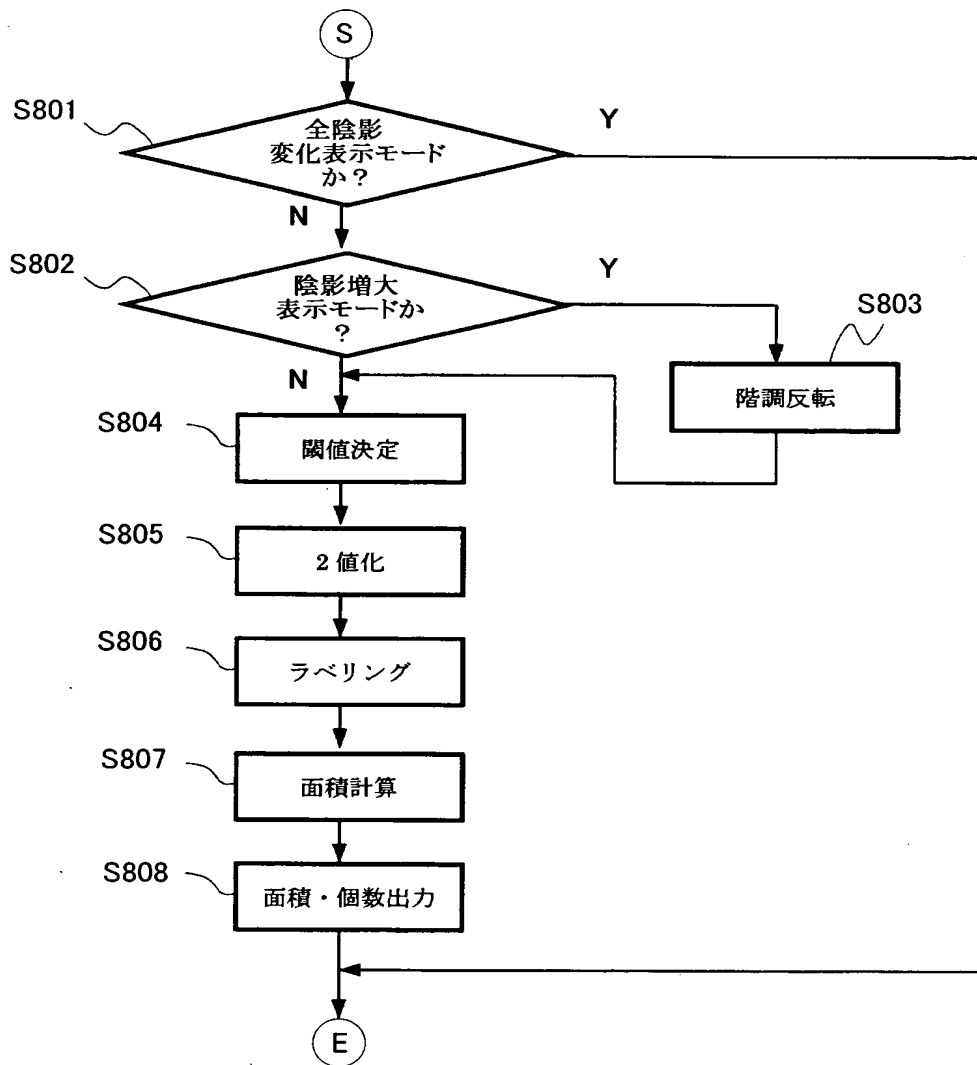 S
S801
全陰影
変化表示モード
か？
Y
N
S802
陰影増大
表示モードか
？
Y
S803
階調反転
N
S804
閾値決定
S805
2値化
S806
ラベリング
S807
面積計算
S808
面積・個数出力
E